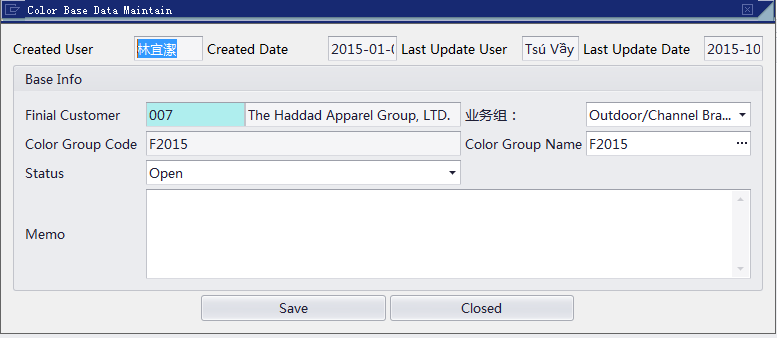 Color Base Data Maintain
Created User 林宜潔 Created Date 2015-01-0 Last Update User Tsú Vầy Last Update Date 2015-10
Base Info
Finial Customer 007 The Haddad Apparel Group, LTD. 业务组： Outdoor/Channel Bra...
Color Group Code F2015 Color Group Name F2015 ...
Status Open
Memo
Save Closed